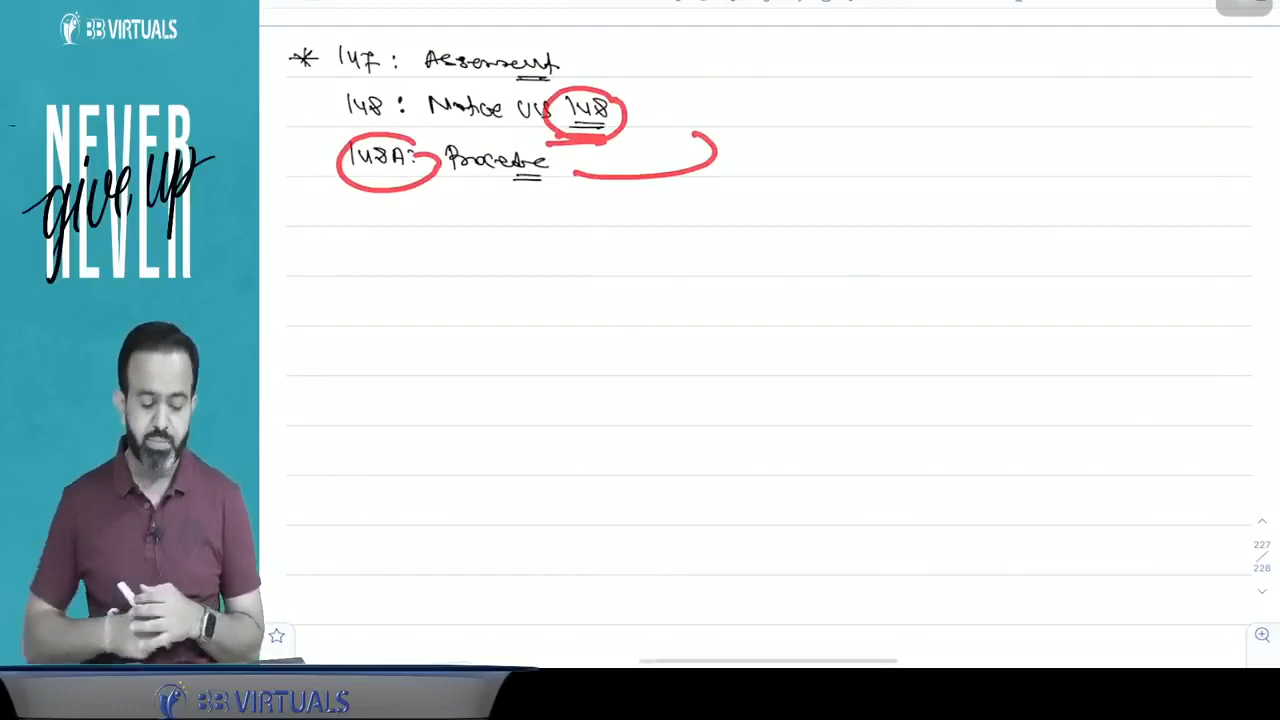 BB VIRTUALS
NEVER
give up
NEVER
* 147 : Assessment
148 : Notice u/s 148
148A : Procedure
227
228
BB VIRTUALS